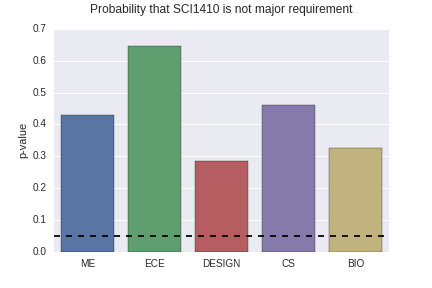 Probability that SCI1410 is not major requirement
0.7
0.6
0.5
0.4
0.3
0.2
0.1
0.0
p-value
ME ECE DESIGN CS BIO